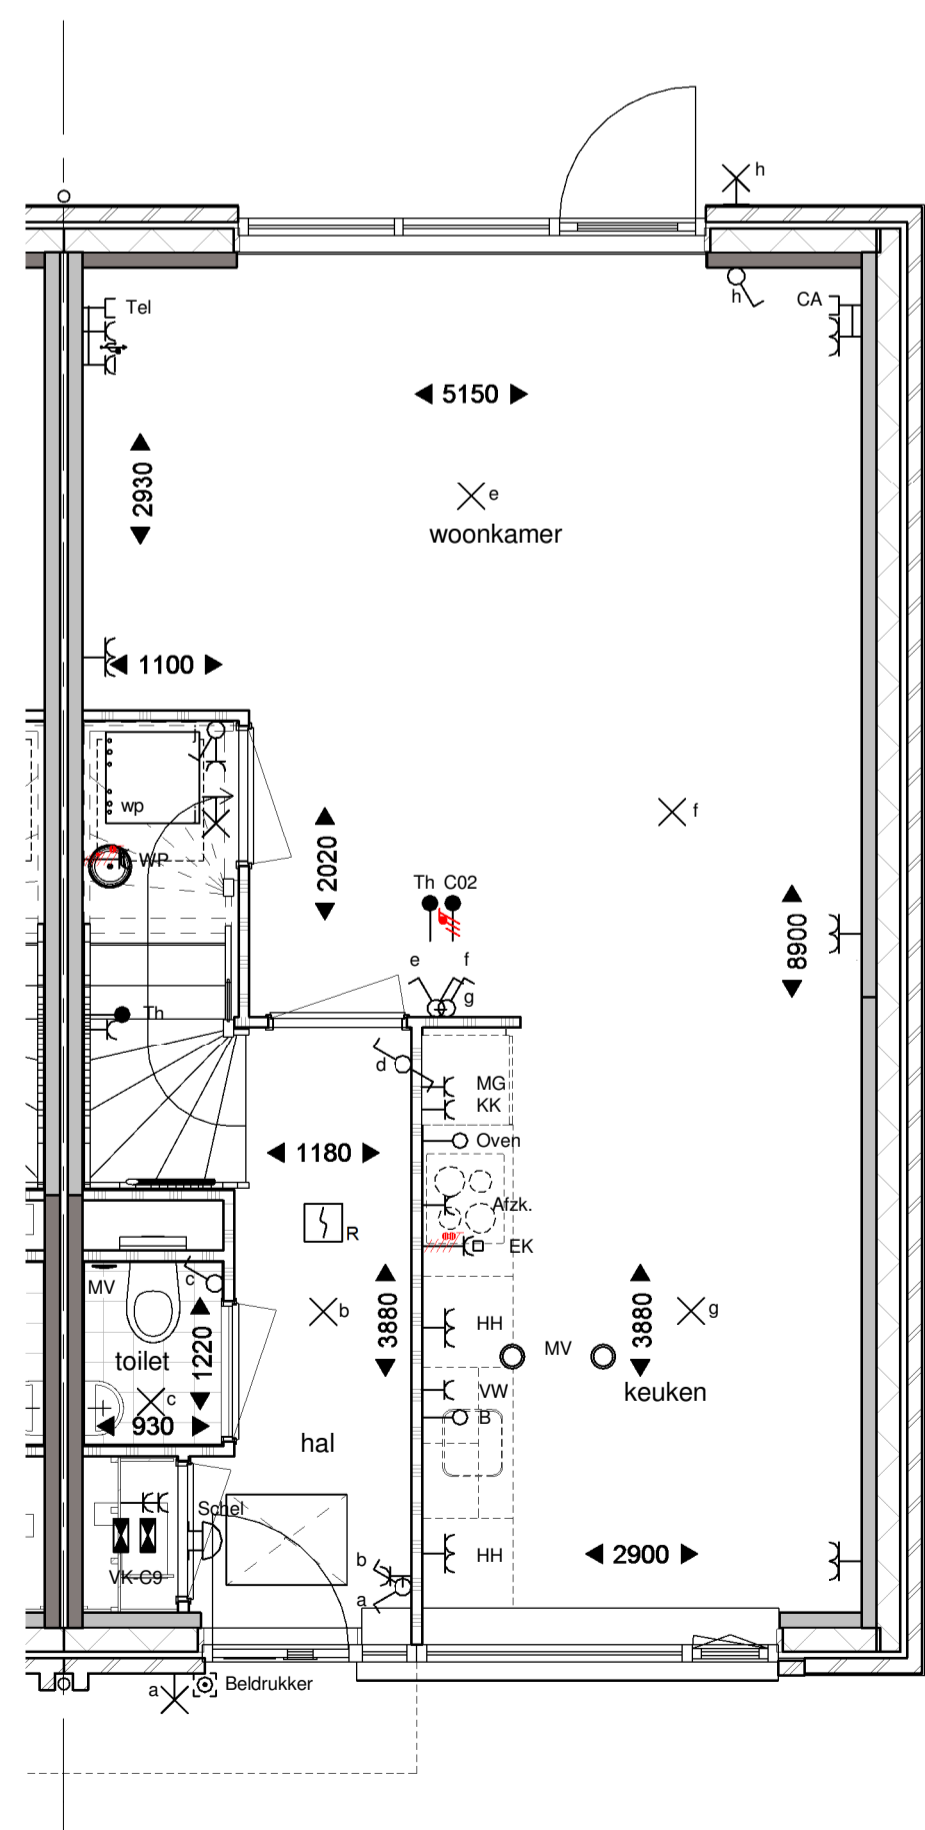 h
h
Tel
CA
5150
2930
e
woonkamer
1100
j
wp
f
WP
2020
Th C02
8900
e
f
g
Th
d
MG
KK
Oven
1180
Afzk.
R
EK
c
MV
b
3880
HH
3880
g
MV
toilet
1220
VW
keuken
c
B
930
hal
Schel
HH
2900
b
VK-C9
a
a
Beldrukker